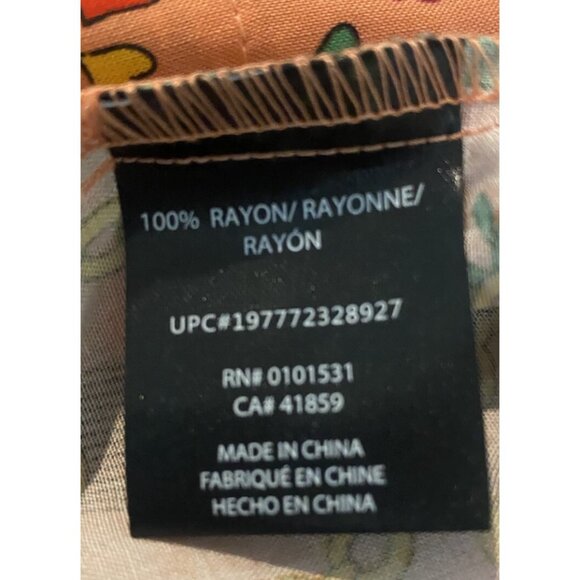 100% RAYON/ RAYONNE/
RAYÓN
UPC#197772328927
RN# 0101531
CA# 41859
MADE IN CHINA
FABRIQUÉ EN CHINE
HECHO EN CHINA